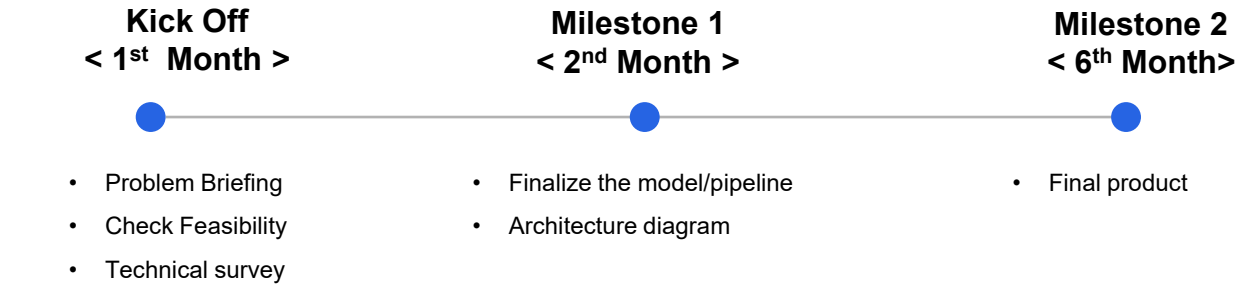 Kick Off
< 1st Month >
• Problem Briefing
• Check Feasibility
• Technical survey
Milestone 1
< 2nd Month >
• Finalize the model/pipeline
• Architecture diagram
Milestone 2
< 6th Month>
• Final product